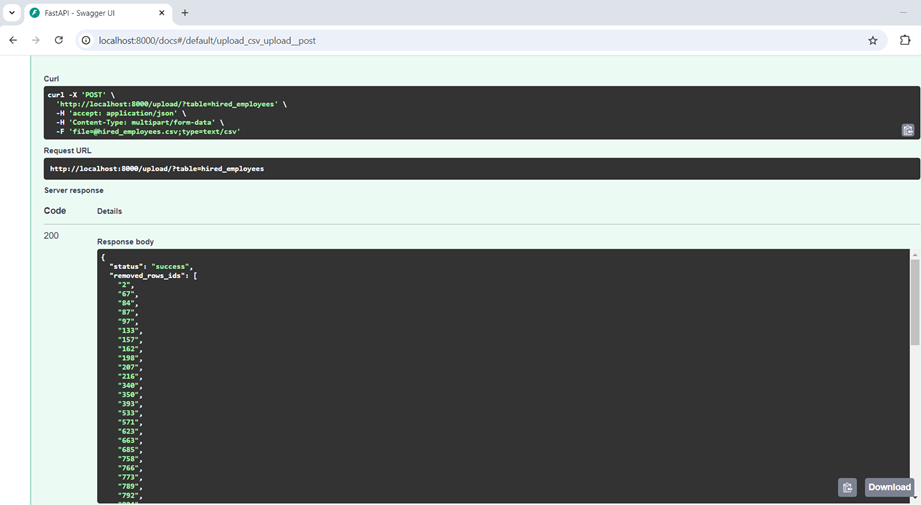 FastAPI - Swagger UI
localhost:8000/docs#/default/upload_csv_upload__post
Curl
curl -X 'POST' \
'http://localhost:8000/upload/?table=hired_employees' \
-H 'accept: application/json' \
-H 'Content-Type: multipart/form-data' \
-F 'file=@hired_employees.csv;type=text/csv'
Request URL
http://localhost:8000/upload/?table=hired_employees
Server response
Code Details
200
Response body
{
"status": "success",
"removed_rows_ids": [
"2",
"67",
"84",
"87",
"97",
"133",
"157",
"162",
"198",
"207",
"216",
"340",
"350",
"393",
"533",
"571",
"623",
"663",
"685",
"758",
"766",
"773",
"789",
"792",
Download